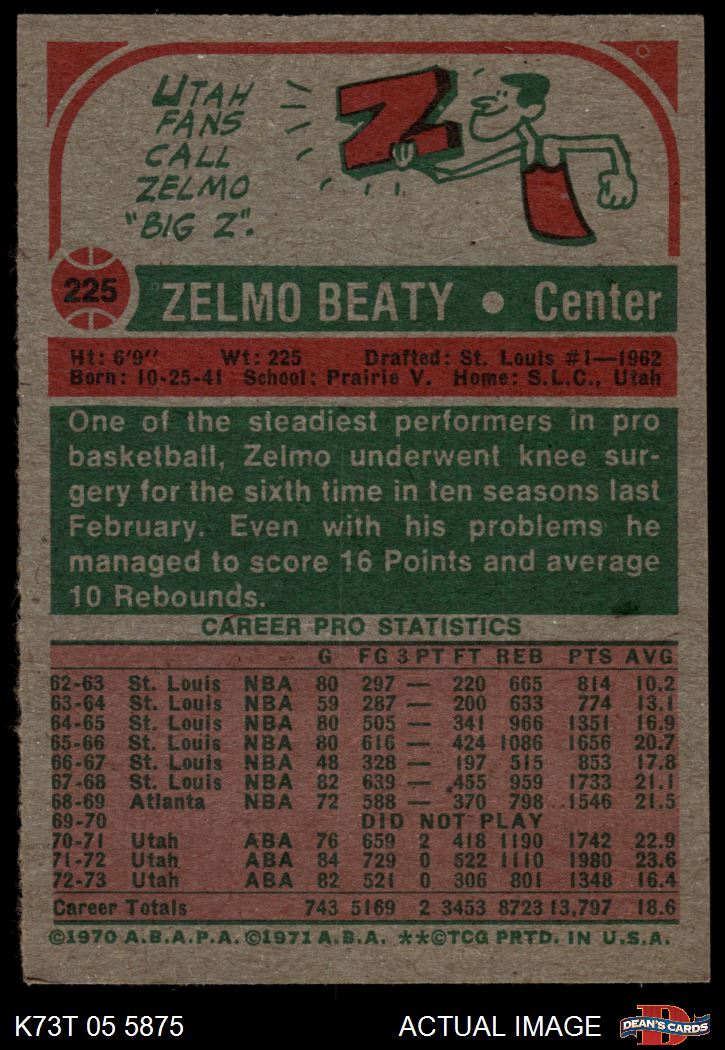 UTAH
FANS
CALL
ZELMO
"BIG Z".
Z
225 ZELMO BEATY • Center
Ht: 6'9" Wt: 225 Drafted: St. Louis #1—1962
Born: 10-25-41 School: Prairie V. Home: S.L.C., Utah
One of the steadiest performers in pro
basketball, Zelmo underwent knee sur-
gery for the sixth time in ten seasons last
February. Even with his problems he
managed to score 16 Points and average
10 Rebounds.
CAREER PRO STATISTICS
G FG 3 PT FT REB PTS AVG
62-63 St. Louis NBA 80 297 — 220 665 814 10.2
63-64 St. Louis NBA 59 287 — 200 633 774 13.1
64-65 St. Louis NBA 80 505 — 341 966 1351 16.9
65-66 St. Louis NBA 80 616 — 424 1086 1656 20.7
66-67 St. Louis NBA 48 328 — 197 515 853 17.8
67-68 St. Louis NBA 82 639 — 455 959 1733 21.1
68-69 Atlanta NBA 72 588 — 370 798 1546 21.5
69-70 DID NOT PLAY
70-71 Utah ABA 76 659 2 418 1190 1742 22.9
71-72 Utah ABA 84 729 0 522 1110 1980 23.6
72-73 Utah ABA 82 521 0 306 801 1348 16.4
Career Totals 743 5169 2 3453 8723 13,797 18.6
©1970 A.B.A.P.A. ©1971 A.B.A. **©TCG PRTD. IN U.S.A.
K73T 05 5875 ACTUAL IMAGE D DEAN'S CARDS